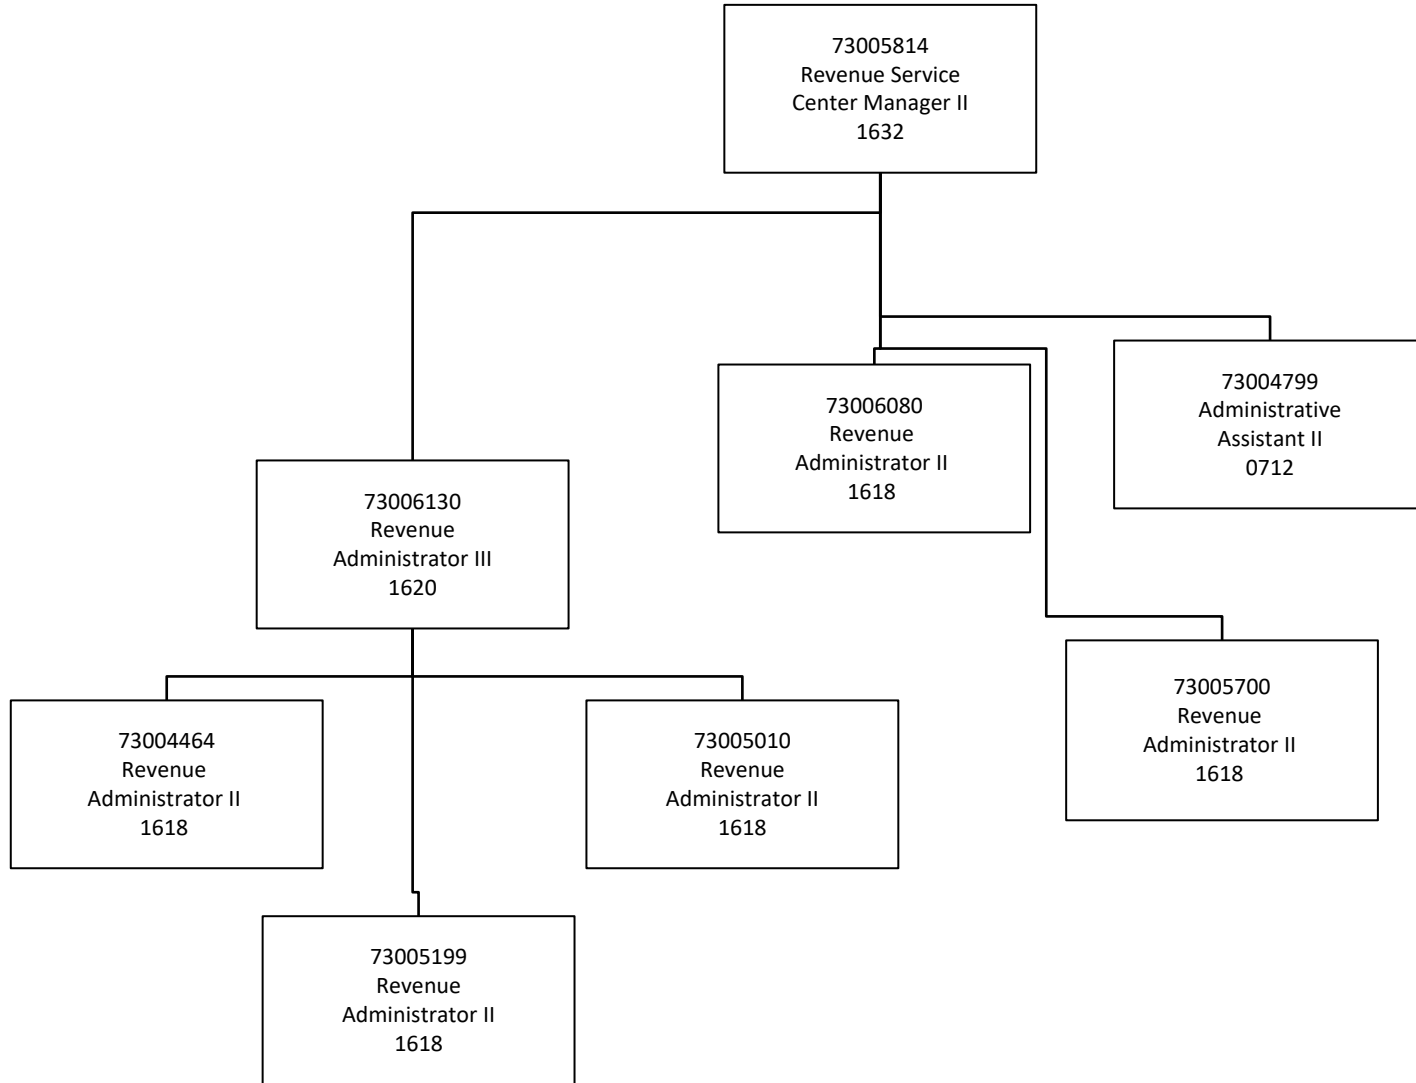 73005814
Revenue Service
Center Manager II
1632
73004799
Administrative
Assistant II
0712
73006080
Revenue
Administrator II
1618
73006130
Revenue
Administrator III
1620
73005700
Revenue
Administrator II
1618
73004464
Revenue
Administrator II
1618
73005010
Revenue
Administrator II
1618
73005199
Revenue
Administrator II
1618